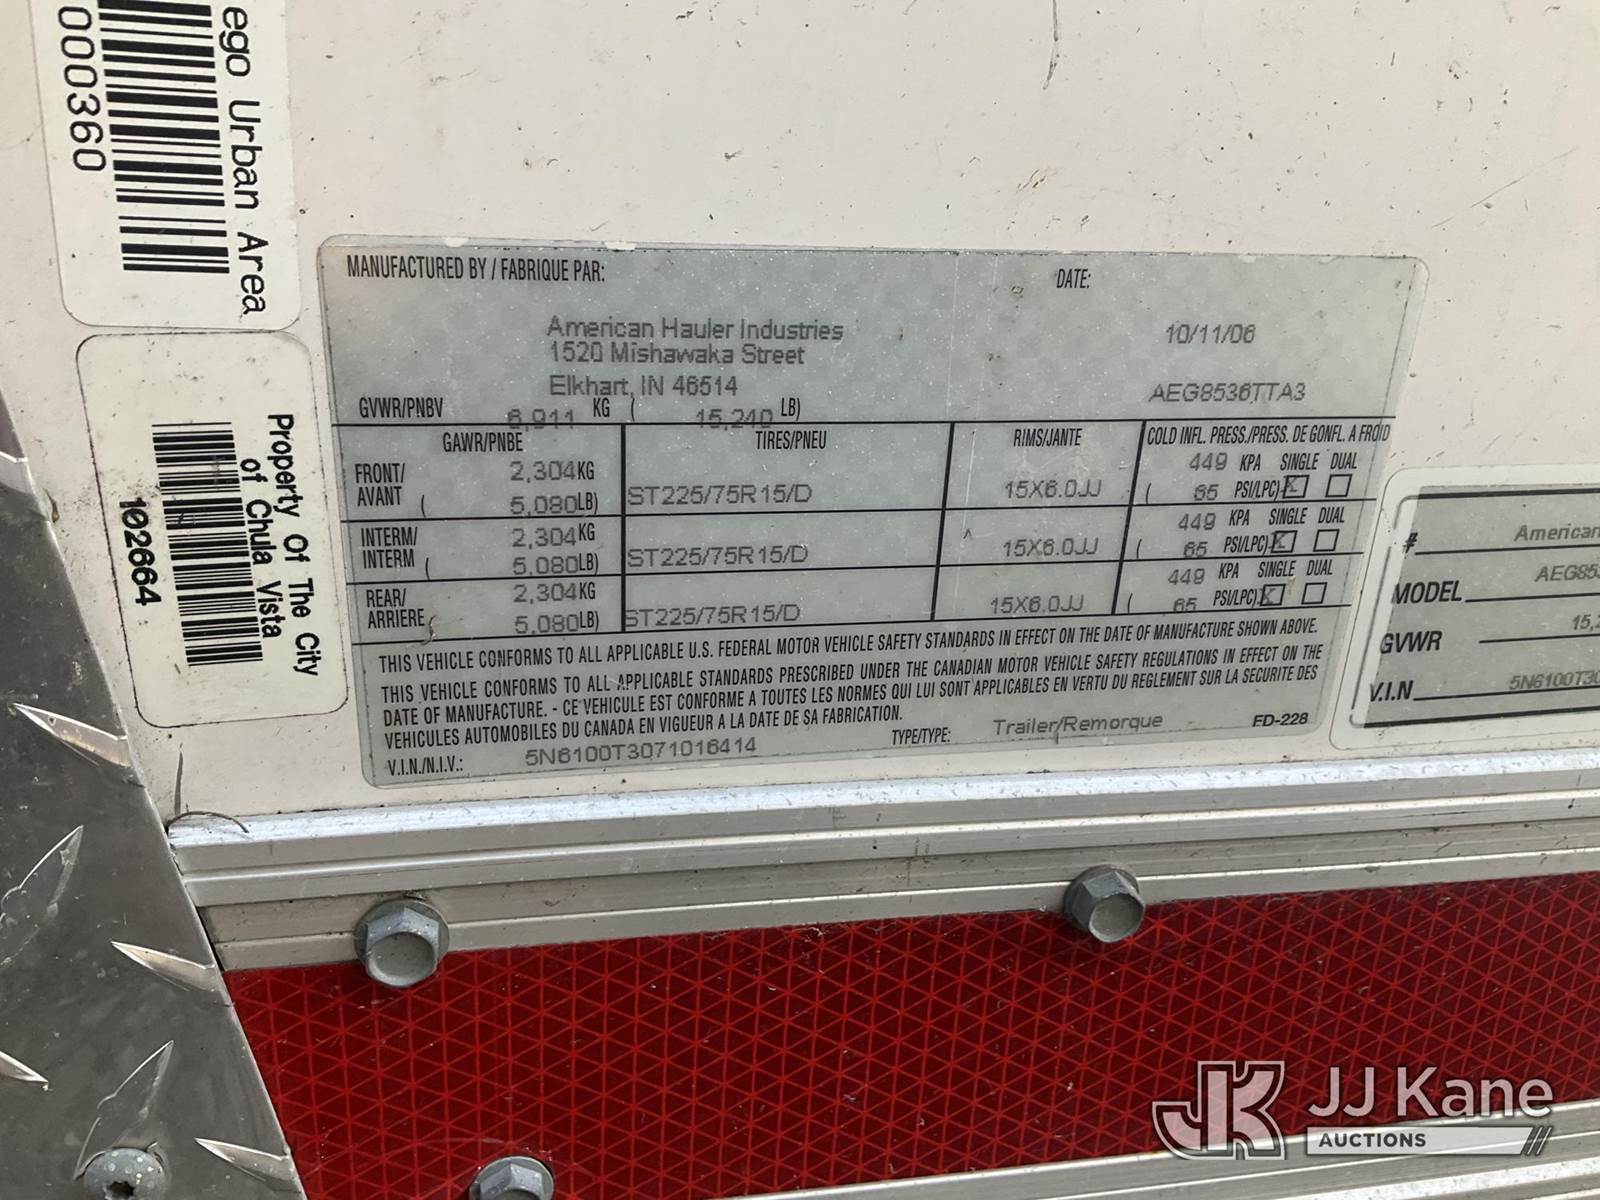 ego Urban Area
000360
Property Of The City
of Chula Vista
102664
MANUFACTURED BY / FABRIQUE PAR:
DATE:
American Hauler Industries
1520 Mishawaka Street
Elkhart, IN 46514
10/11/06
AEG8536TTA3
GVWR/PNBV 6,911 KG ( 15,240 LB)
GAWR/PNBE TIRES/PNEU RIMS/JANTE COLD INFL. PRESS./PRESS. DE GONFL. A FROID
FRONT/ 2,304KG 449 KPA SINGLE DUAL
AVANT ( 5,080LB) ST225/75R15/D 15X6.0JJ ( 65 PSI/LPC) X
INTERM/ 2,304KG 449 KPA SINGLE DUAL
INTERM ( 5,080LB) ST225/75R15/D 15X6.0JJ ( 65 PSI/LPC) X
REAR/ 2,304KG 449 KPA SINGLE DUAL
ARRIERE ( 5,080LB) ST225/75R15/D 15X6.0JJ ( 65 PSI/LPC) X
THIS VEHICLE CONFORMS TO ALL APPLICABLE U.S. FEDERAL MOTOR VEHICLE SAFETY STANDARDS IN EFFECT ON THE DATE OF MANUFACTURE SHOWN ABOVE.
THIS VEHICLE CONFORMS TO ALL APPLICABLE STANDARDS PRESCRIBED UNDER THE CANADIAN MOTOR VEHICLE SAFETY REGULATIONS IN EFFECT ON THE
DATE OF MANUFACTURE. - CE VEHICULE EST CONFORME A TOUTES LES NORMES QUI LUI SONT APPLICABLES EN VERTU DU REGLEMENT SUR LA SECURITE DES
VEHICULES AUTOMOBILES DU CANADA EN VIGUEUR A LA DATE DE SA FABRICATION.
V.I.N./N.I.V.: 5N6100T3071016414 TYPE/TYPE: Trailer/Remorque FD-228
# American
MODEL AEG85
GVWR 15,2
V.I.N 5N6100T30
JK JJ Kane
AUCTIONS